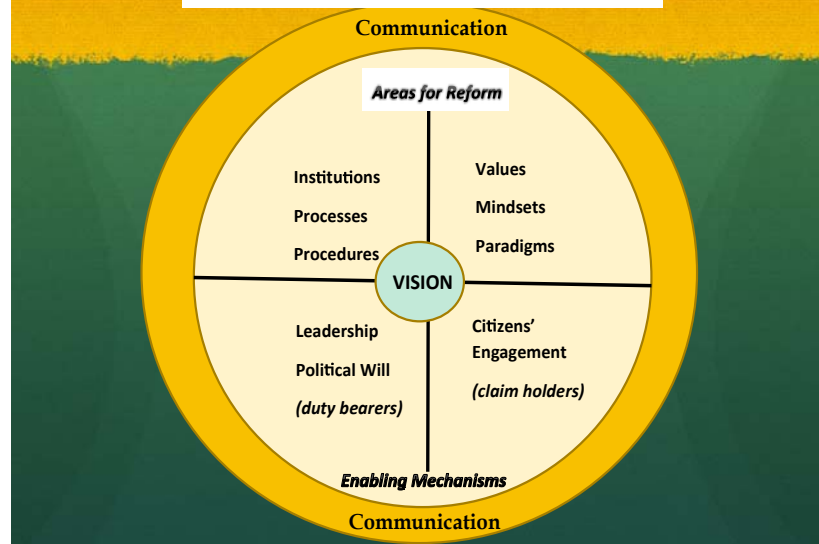 Communication
Areas for Reform
Institutions
Processes
Procedures
Values
Mindsets
Paradigms
VISION
Leadership
Political Will
(duty bearers)
Citizens’
Engagement
(claim holders)
Enabling Mechanisms
Communication